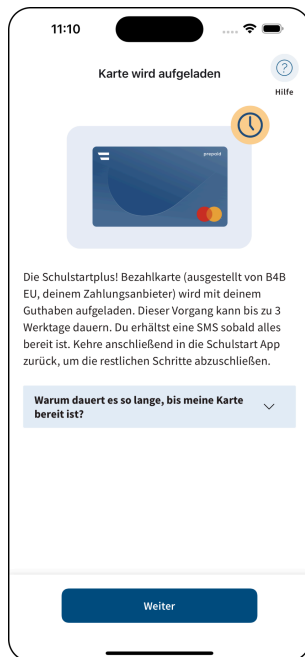 11:10
Karte wird aufgeladen
?
Hilfe
prepaid
Die Schulstartplus! Bezahlkarte (ausgestellt von B4B
EU, deinem Zahlungsanbieter) wird mit deinem
Guthaben aufgeladen. Dieser Vorgang kann bis zu 3
Werktage dauern. Du erhältst eine SMS sobald alles
bereit ist. Kehre anschließend in die Schulstart App
zurück, um die restlichen Schritte abzuschließen.
Warum dauert es so lange, bis meine Karte
bereit ist?
Weiter